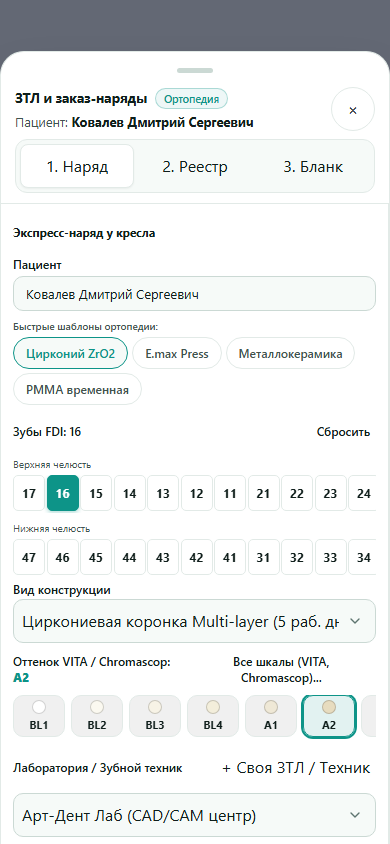 ЗТЛ и заказ-наряды Ортопедия
×
Пациент: Ковалев Дмитрий Сергеевич
1. Наряд 2. Реестр 3. Бланк
Экспресс-наряд у кресла
Пациент
Ковалев Дмитрий Сергеевич
Быстрые шаблоны ортопедии:
Цирконий ZrO2 E.max Press Металлокерамика
PMMA временная
Зубы FDI: 16 Сбросить
Верхняя челюсть
17 16 15 14 13 12 11 21 22 23 24
Нижняя челюсть
47 46 45 44 43 42 41 31 32 33 34
Вид конструкции
Циркониевая коронка Multi-layer (5 раб. дн
Оттенок VITA / Chromascop: Все шкалы (VITA,
A2 Chromascop)...
BL1 BL2 BL3 BL4 A1 A2
Лаборатория / Зубной техник + Своя ЗТЛ / Техник
Арт-Дент Лаб (CAD/CAM центр)